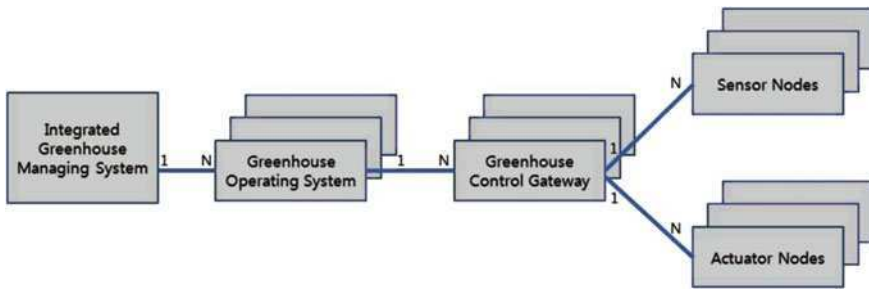 Integrated
Greenhouse
Managing System
1
N
Greenhouse
Operating System
1
N
Greenhouse
Control Gateway
1
N
Sensor Nodes
1
N
Actuator Nodes